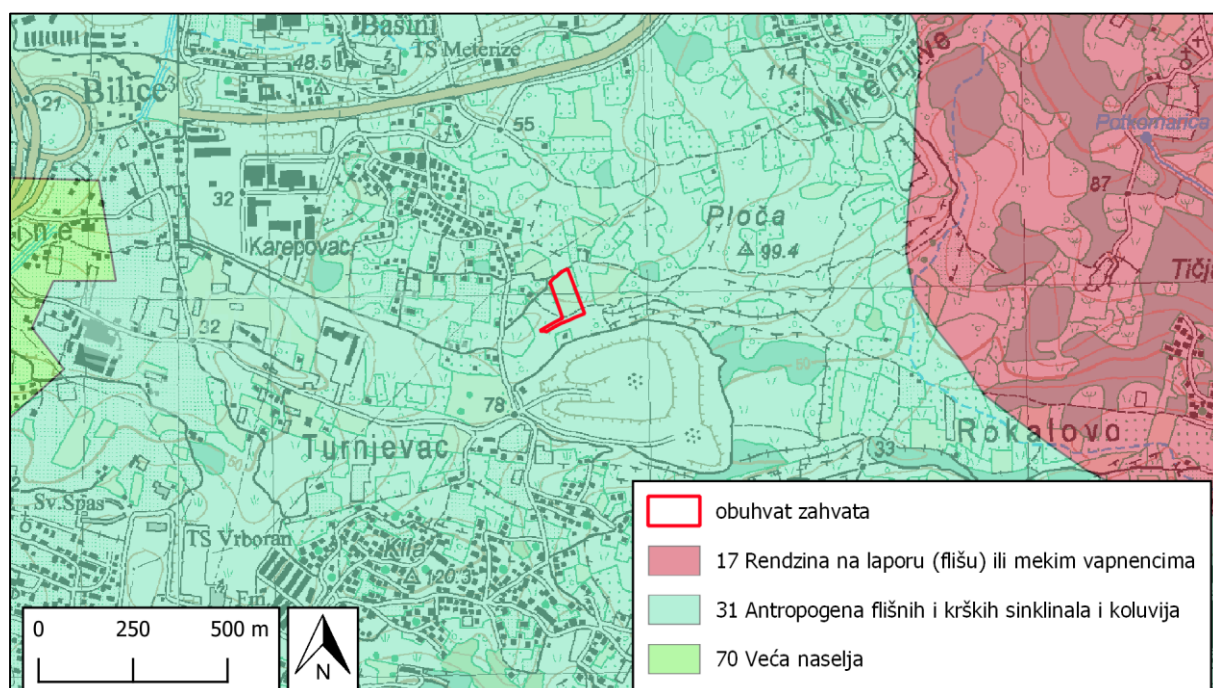 Basini
TS Meterize
48.5
114
Mrke njive
Bilice
21
55
Potkomarica
87
32
Ploča
99.4
Karepovac
32
78
Turnjevac
Rokalovo
33
50
50
Sv.Spas
TS Vrboran
Kila
120.3
0 250 500 m
N
obuhvat zahvata
17 Rendzina na laporu (flišu) ili mekim vapnencima
31 Antropogena flišnih i krških sinklinala i koluvija
70 Veća naselja